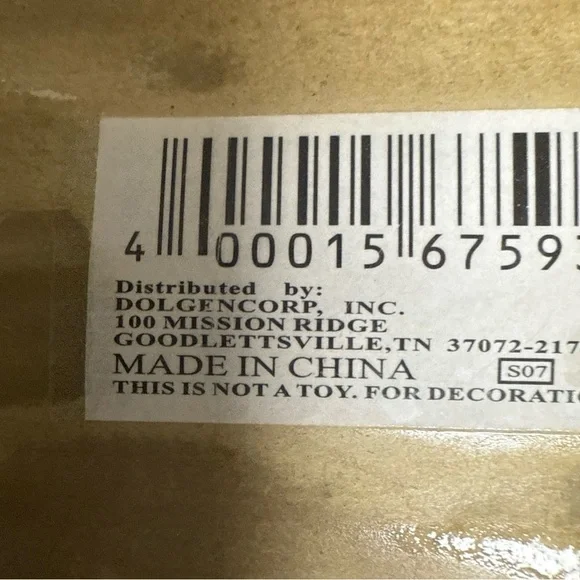 4 00015 6759
Distributed by:
DOLGENCORP, INC.
100 MISSION RIDGE
GOODLETTSVILLE,TN 37072-217
MADE IN CHINA S07
THIS IS NOT A TOY. FOR DECORATI